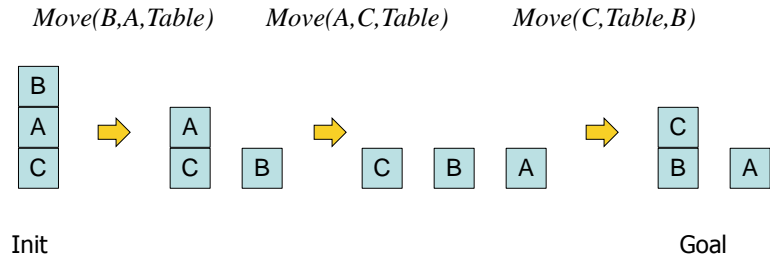 Move(B,A,Table) Move(A,C,Table) Move(C,Table,B)
B
A A C
C C B C B A B A
Init Goal